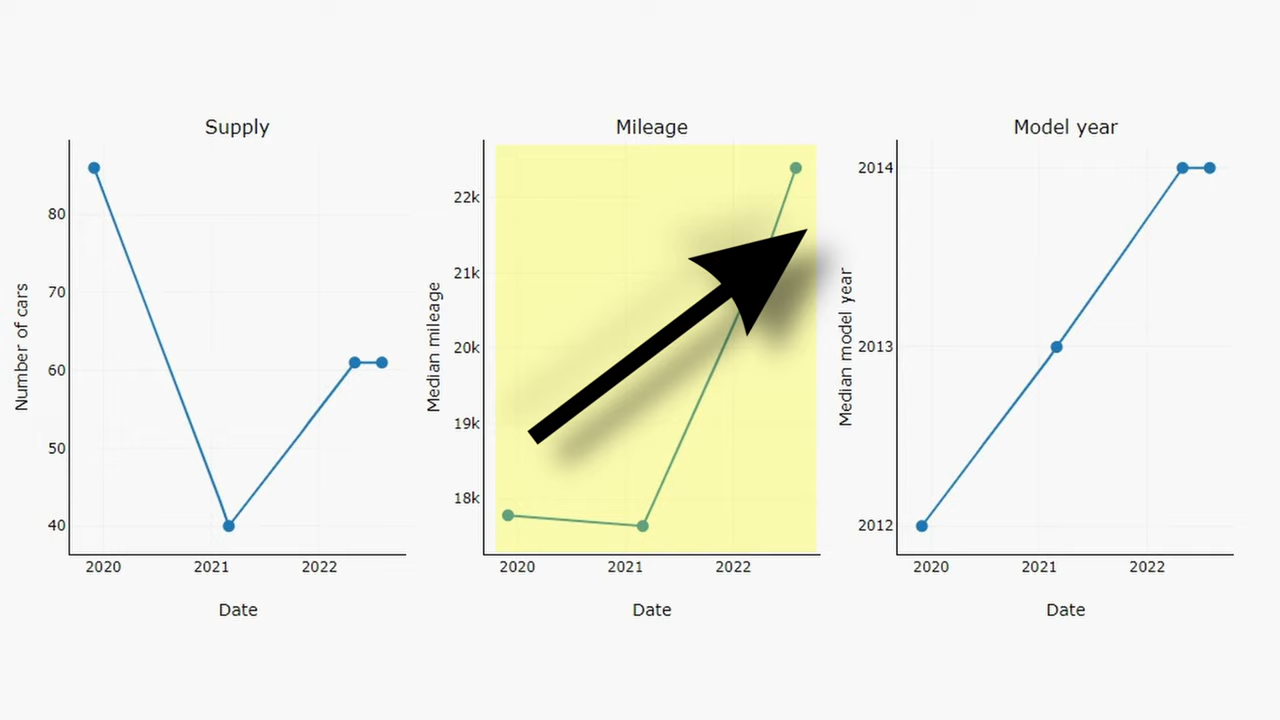 Supply
Number of cars
80
70
60
50
40
2020 2021 2022
Date
Mileage
Median mileage
22k
21k
20k
19k
18k
2020 2021 2022
Date
Model year
Median model year
2014
2013
2012
2020 2021 2022
Date